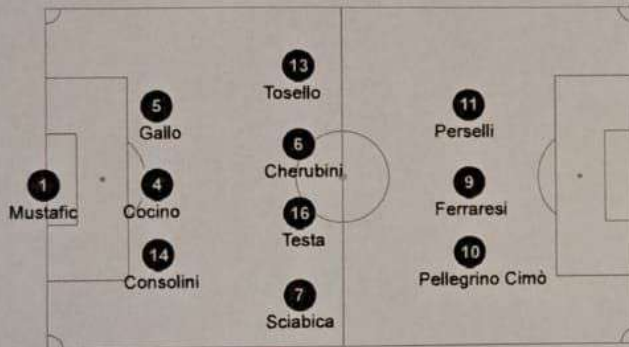 1
Mustafic
5
Gallo
4
Cocino
14
Consolini
13
Tosello
6
Cherubini
16
Testa
7
Sciabica
11
Perselli
9
Ferraresi
10
Pellegrino Cimò